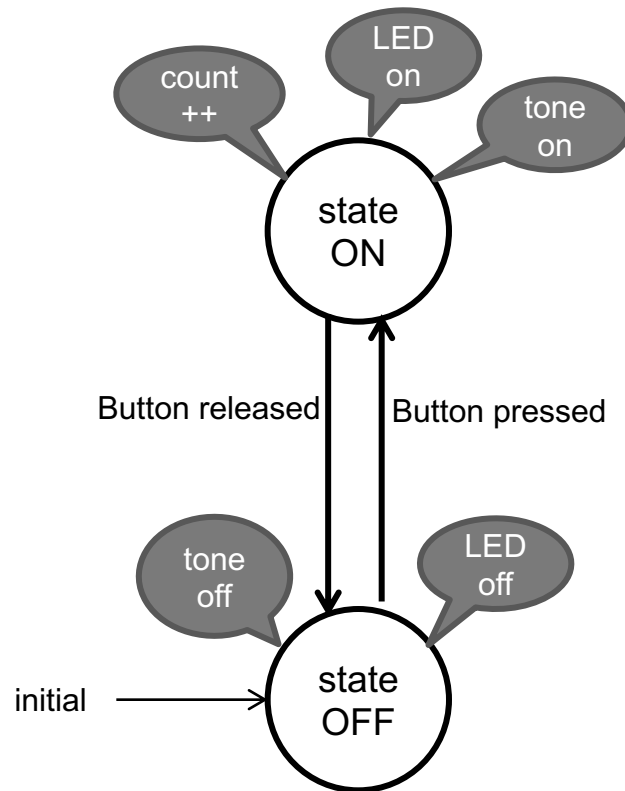 LED
on
count
++
tone
on
state
ON
Button released
Button pressed
tone
off
LED
off
initial
state
OFF